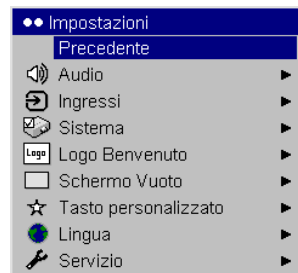 Impostazioni
Precedente
Audio
Ingressi
Sistema
Logo Logo Benvenuto
Schermo Vuoto
Tasto personalizzato
Lingua
Servizio